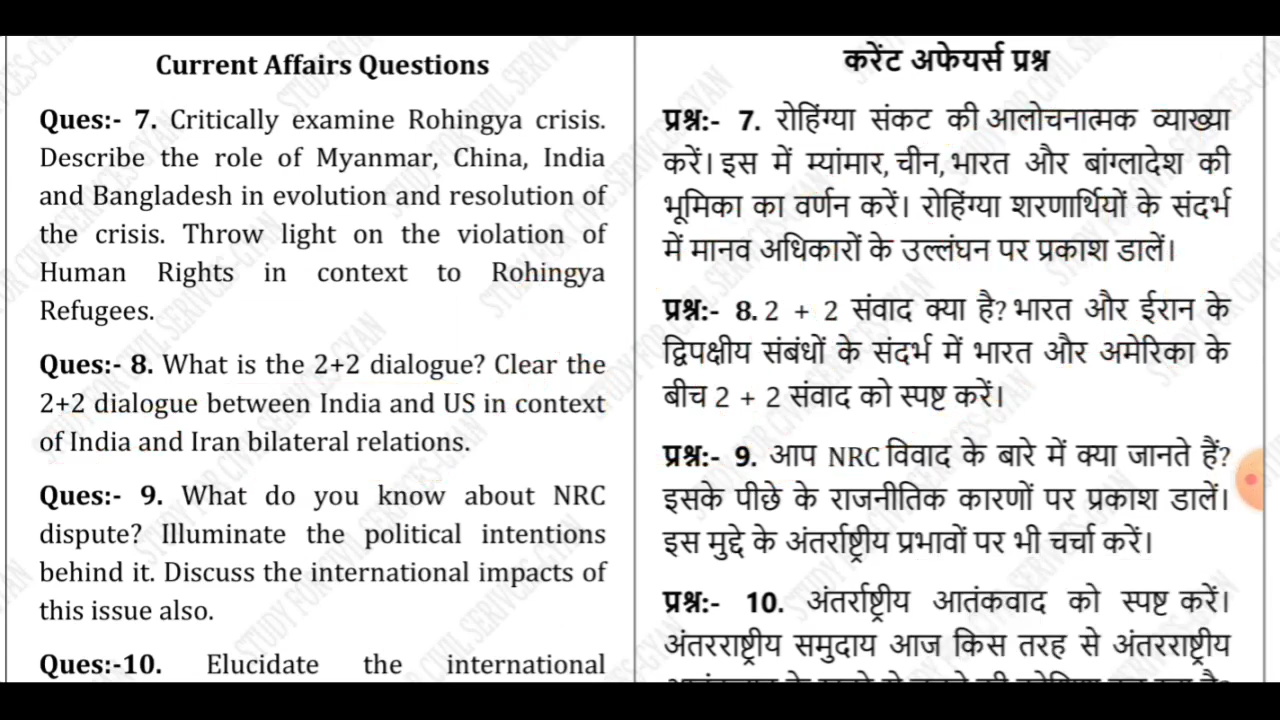 Current Affairs Questions
Ques:- 7. Critically examine Rohingya crisis.
Describe the role of Myanmar, China, India
and Bangladesh in evolution and resolution of
the crisis. Throw light on the violation of
Human Rights in context to Rohingya
Refugees.
Ques:- 8. What is the 2+2 dialogue? Clear the
2+2 dialogue between India and US in context
of India and Iran bilateral relations.
Ques:- 9. What do you know about NRC
dispute? Illuminate the political intentions
behind it. Discuss the international impacts of
this issue also.
Ques:-10. Elucidate the international
करेंट अफेयर्स प्रश्न
प्रश्न:- 7. रोहिंग्या संकट की आलोचनात्मक व्याख्या
करें। इस में म्यांमार, चीन, भारत और बांग्लादेश की
भूमिका का वर्णन करें। रोहिंग्या शरणार्थियों के संदर्भ
में मानव अधिकारों के उल्लंघन पर प्रकाश डालें।
प्रश्न:- 8. 2 + 2 संवाद क्या है? भारत और ईरान के
द्विपक्षीय संबंधों के संदर्भ में भारत और अमेरिका के
बीच 2 + 2 संवाद को स्पष्ट करें।
प्रश्न:- 9. आप NRC विवाद के बारे में क्या जानते हैं?
इसके पीछे के राजनीतिक कारणों पर प्रकाश डालें।
इस मुद्दे के अंतर्राष्ट्रीय प्रभावों पर भी चर्चा करें।
प्रश्न:- 10. अंतर्राष्ट्रीय आतंकवाद को स्पष्ट करें।
अंतरराष्ट्रीय समुदाय आज किस तरह से अंतरराष्ट्रीय